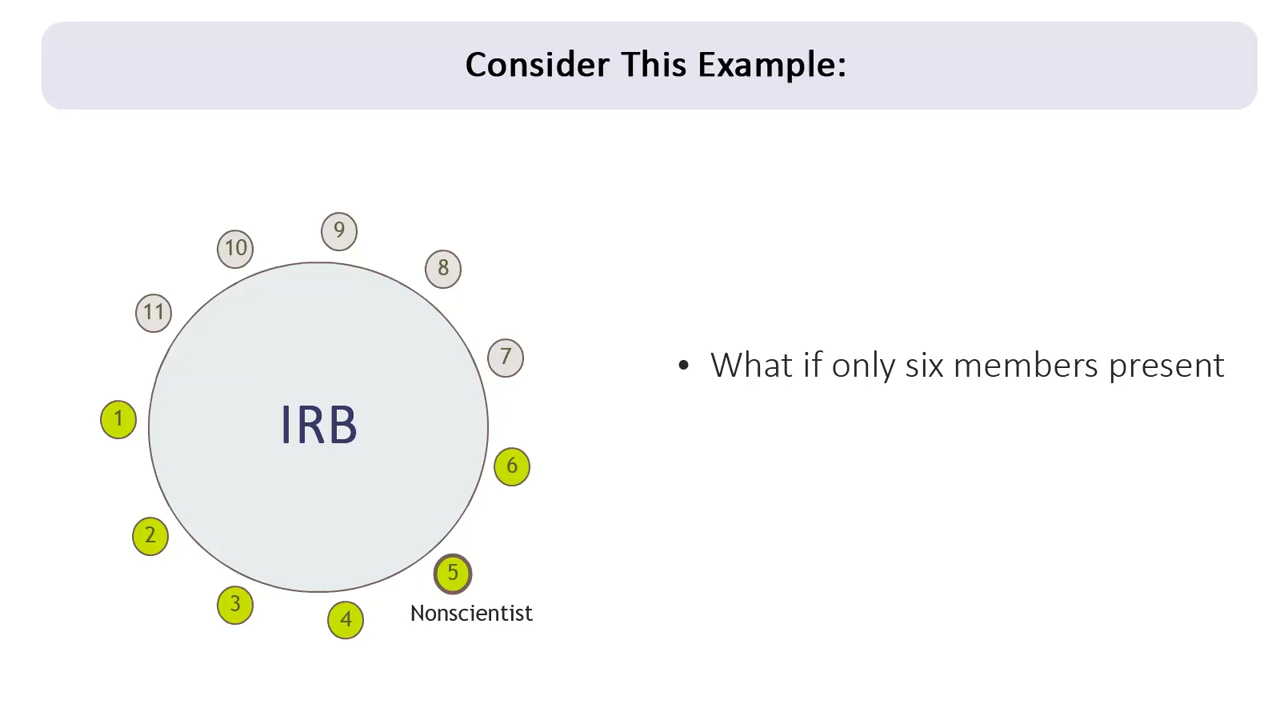 Consider This Example:
9
10
8
11
7
• What if only six members present
1
IRB
6
2
5
3
4
Nonscientist